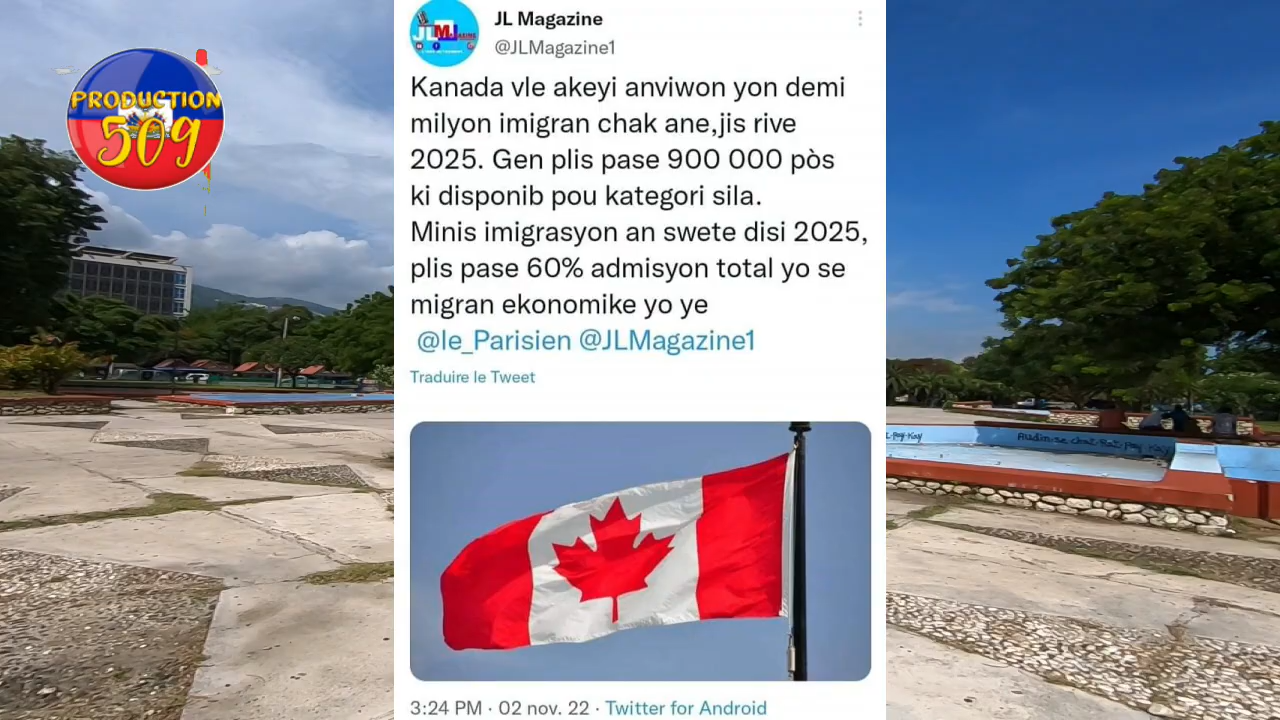 PRODUCTION
509
JL Magazine
@JLMagazine1
Kanada vle akeyi anviwon yon demi
milyon imigran chak ane,jis rive
2025. Gen plis pase 900 000 pòs
ki disponib pou kategori sila.
Minis imigrasyon an swete disi 2025,
plis pase 60% admisyon total yo se
migran ekonomike yo ye
@le_Parisien @JLMagazine1
Traduire le Tweet
3:24 PM · 02 nov. 22 · Twitter for Android